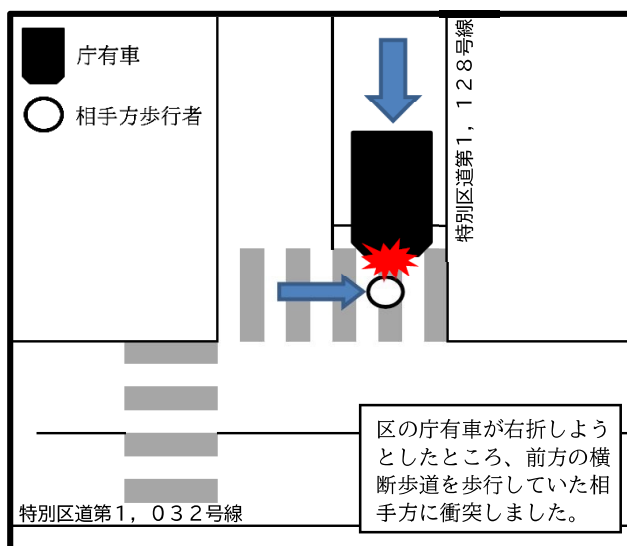 庁有車
相手方歩行者
特別区道第1,128号線
区の庁有車が右折しよう
としたところ、前方の横
断歩道を歩行していた相
手方に衝突しました。
特別区道第1,032号線